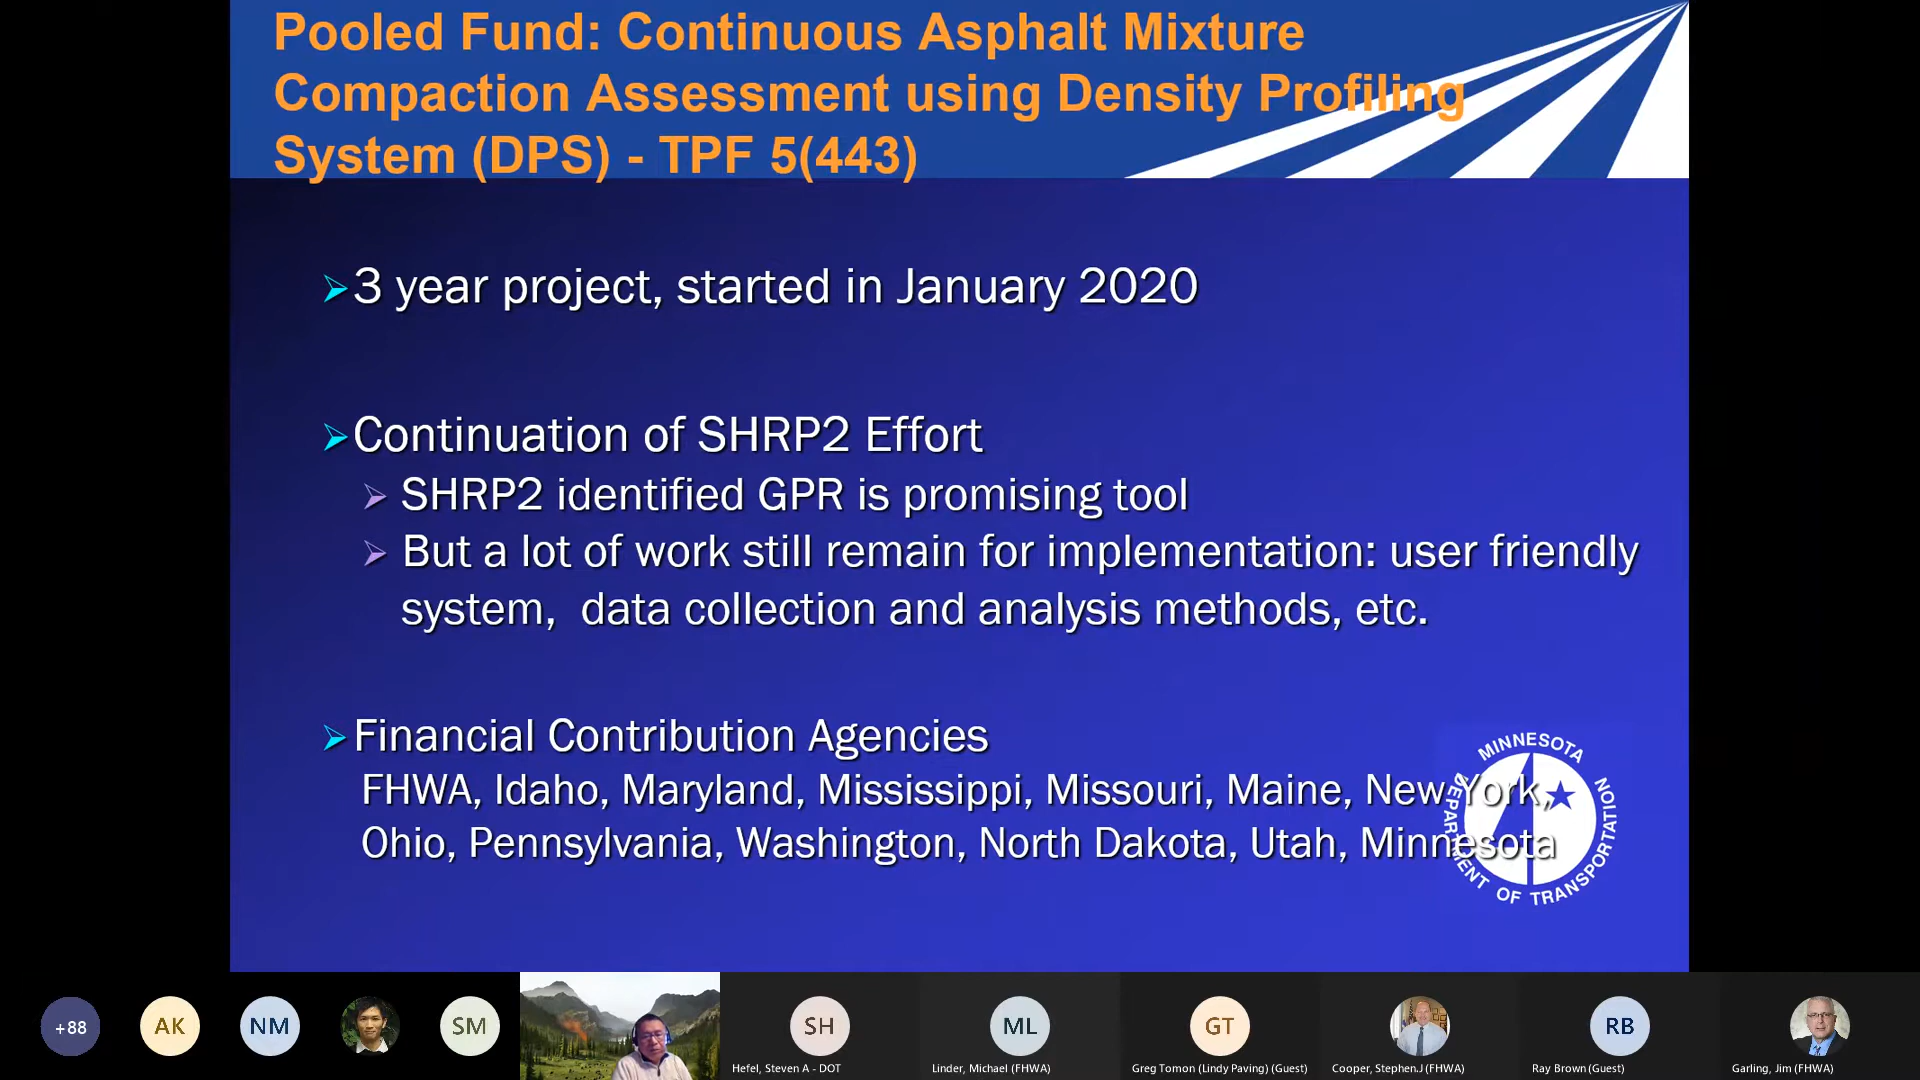 Pooled Fund: Continuous Asphalt Mixture
Compaction Assessment using Density Profiling
System (DPS) - TPF 5(443)
3 year project, started in January 2020
Continuation of SHRP2 Effort
SHRP2 identified GPR is promising tool
But a lot of work still remain for implementation: user friendly
system, data collection and analysis methods, etc.
Financial Contribution Agencies
FHWA, Idaho, Maryland, Mississippi, Missouri, Maine, New York,
Ohio, Pennsylvania, Washington, North Dakota, Utah, Minnesota
MINNESOTA
DEPARTMENT OF TRANSPORTATION
+88
AK
NM
SM
SH
ML
GT
RB
Hefel, Steven A - DOT
Linder, Michael (FHWA)
Greg Tomon (Lindy Paving) (Guest)
Cooper, Stephen.J (FHWA)
Ray Brown (Guest)
Garling, Jim (FHWA)